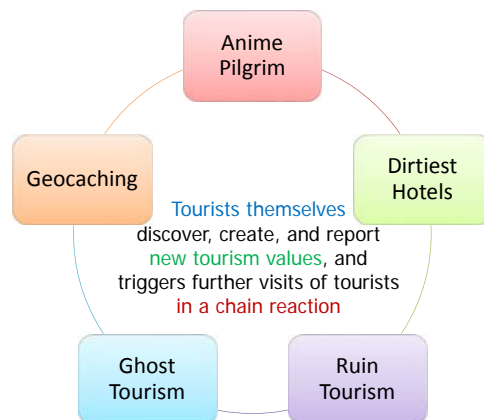 Anime
Pilgrim
Geocaching
Dirtiest
Hotels
Tourists themselves
discover, create, and report
new tourism values, and
triggers further visits of tourists
in a chain reaction
Ghost
Tourism
Ruin
Tourism